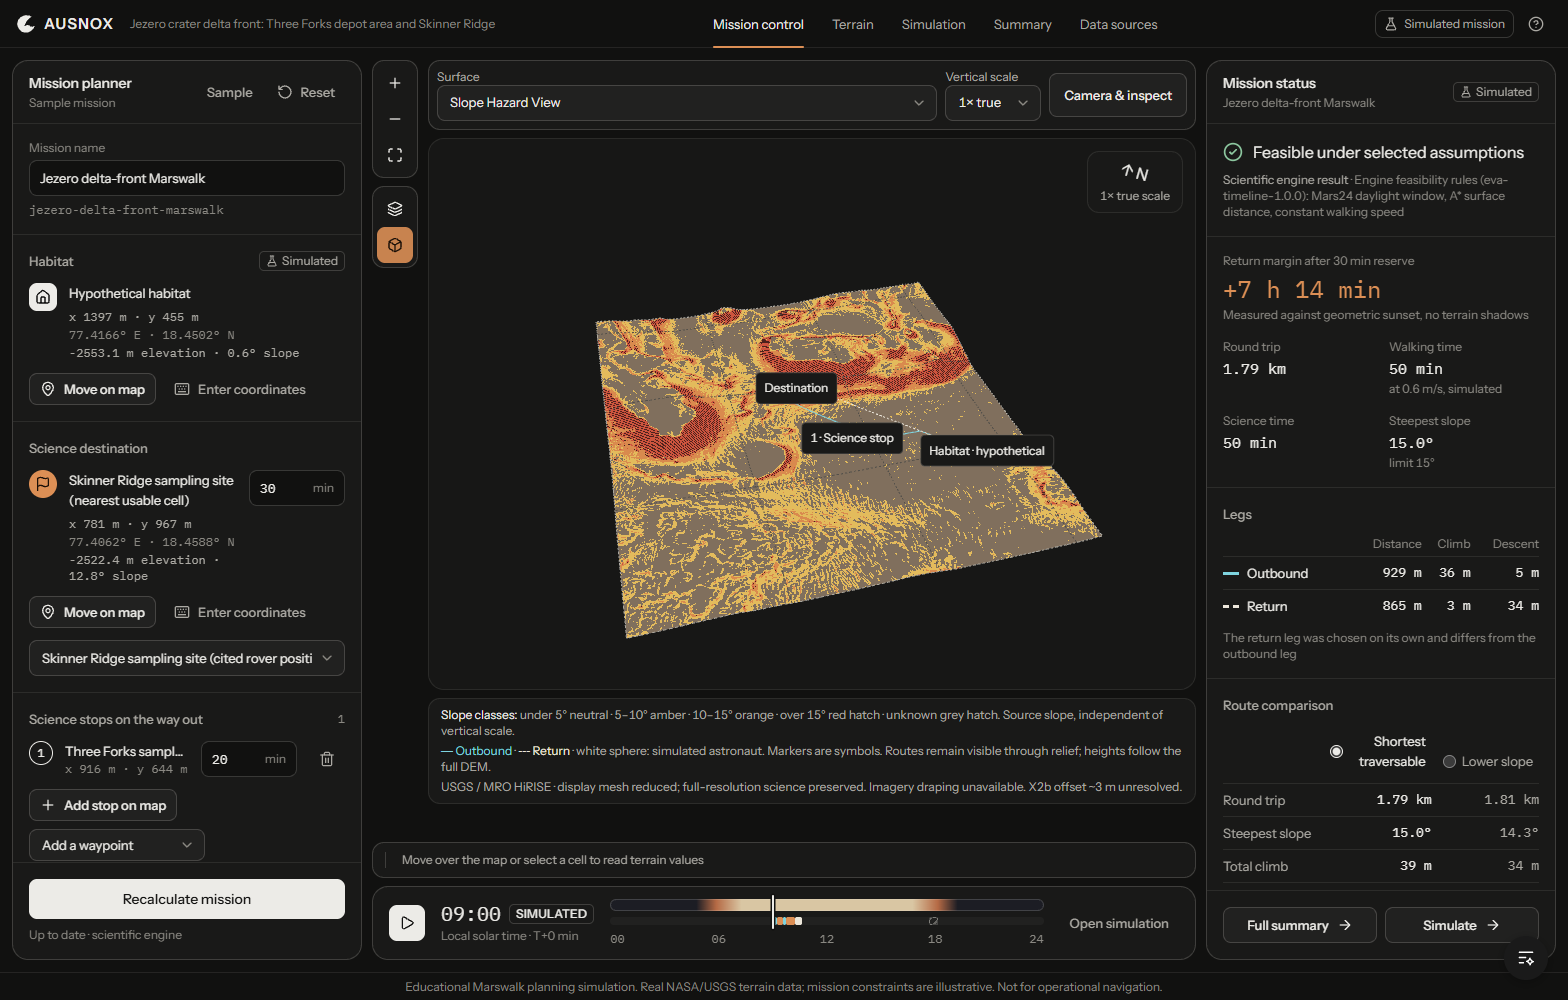 AUSNOX
Jezero crater delta front: Three Forks depot area and Skinner Ridge
Mission control
Terrain
Simulation
Summary
Data sources
Simulated mission
Mission planner
Sample mission
Sample
Reset
Mission name
Jezero delta-front Marswalk
jezero-delta-front-marswalk
Habitat
Simulated
Hypothetical habitat
x 1397 m · y 455 m
77.4166° E · 18.4502° N
-2553.1 m elevation · 0.6° slope
Move on map
Enter coordinates
Science destination
Skinner Ridge sampling site
(nearest usable cell)
30 min
x 781 m · y 967 m
77.4062° E · 18.4588° N
-2522.4 m elevation ·
12.8° slope
Move on map
Enter coordinates
Skinner Ridge sampling site (cited rover positi
Science stops on the way out
1
1
Three Forks sampl...
x 916 m · y 644 m
20 min
Add stop on map
Add a waypoint
Recalculate mission
Up to date · scientific engine
Surface
Slope Hazard View
Vertical scale
1× true
Camera & inspect
N
1× true scale
Destination
1 · Science stop
Habitat · hypothetical
Slope classes: under 5° neutral · 5–10° amber · 10–15° orange · over 15° red hatch · unknown grey hatch. Source slope, independent of
vertical scale.
— Outbound · --- Return · white sphere: simulated astronaut. Markers are symbols. Routes remain visible through relief; heights follow the
full DEM.
USGS / MRO HiRISE · display mesh reduced; full-resolution science preserved. Imagery draping unavailable. X2b offset ~3 m unresolved.
Move over the map or select a cell to read terrain values
09:00
SIMULATED
Local solar time · T+0 min
00
06
12
18
24
Open simulation
Mission status
Jezero delta-front Marswalk
Simulated
Feasible under selected assumptions
Scientific engine result · Engine feasibility rules (eva-
timeline-1.0.0): Mars24 daylight window, A* surface
distance, constant walking speed
Return margin after 30 min reserve
+7 h 14 min
Measured against geometric sunset, no terrain shadows
Round trip
Walking time
1.79 km
50 min
at 0.6 m/s, simulated
Science time
Steepest slope
50 min
15.0°
limit 15°
Legs
Distance Climb Descent
Outbound 929 m 36 m 5 m
Return 865 m 3 m 34 m
The return leg was chosen on its own and differs from the
outbound leg
Route comparison
Shortest
traversable
Lower slope
Round trip 1.79 km 1.81 km
Steepest slope 15.0° 14.3°
Total climb 39 m 34 m
Full summary
Simulate
Educational Marswalk planning simulation. Real NASA/USGS terrain data; mission constraints are illustrative. Not for operational navigation.